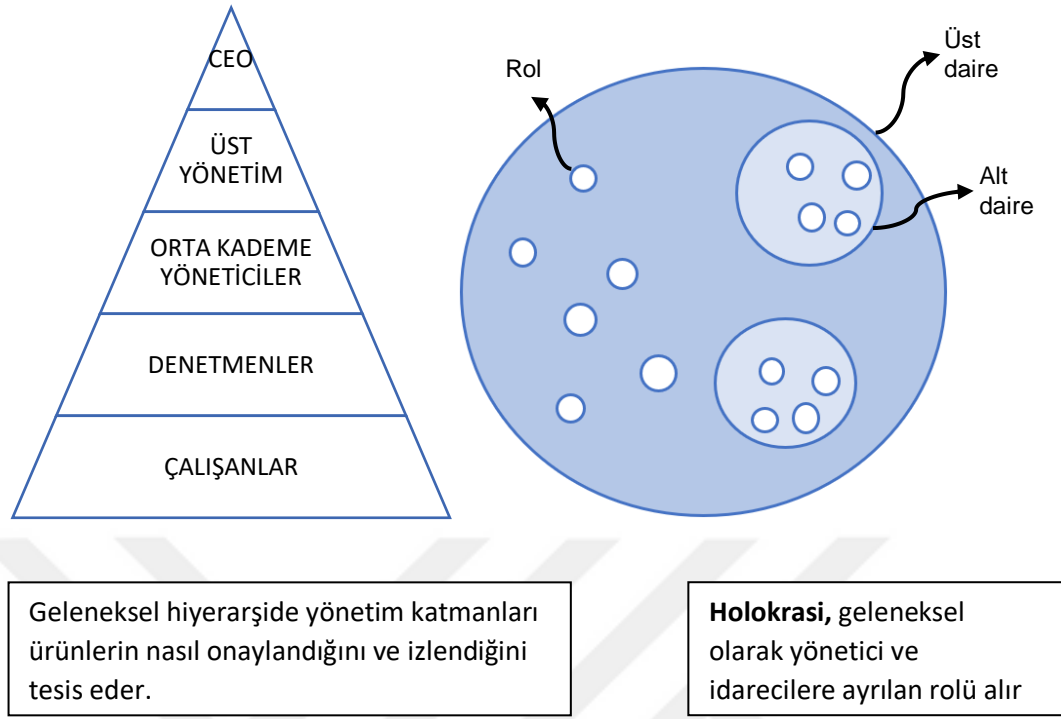 CEO
ÜST
YÖNETİM
ORTA KADEME
YÖNETİCİLER
DENETMENLER
ÇALIŞANLAR
Rol
Üst
daire
Alt
daire
Geleneksel hiyerarşide yönetim katmanları
ürünlerin nasıl onaylandığını ve izlendiğini
tesis eder.
Holokrasi, geleneksel
olarak yönetici ve
idarecilere ayrılan rolü alır